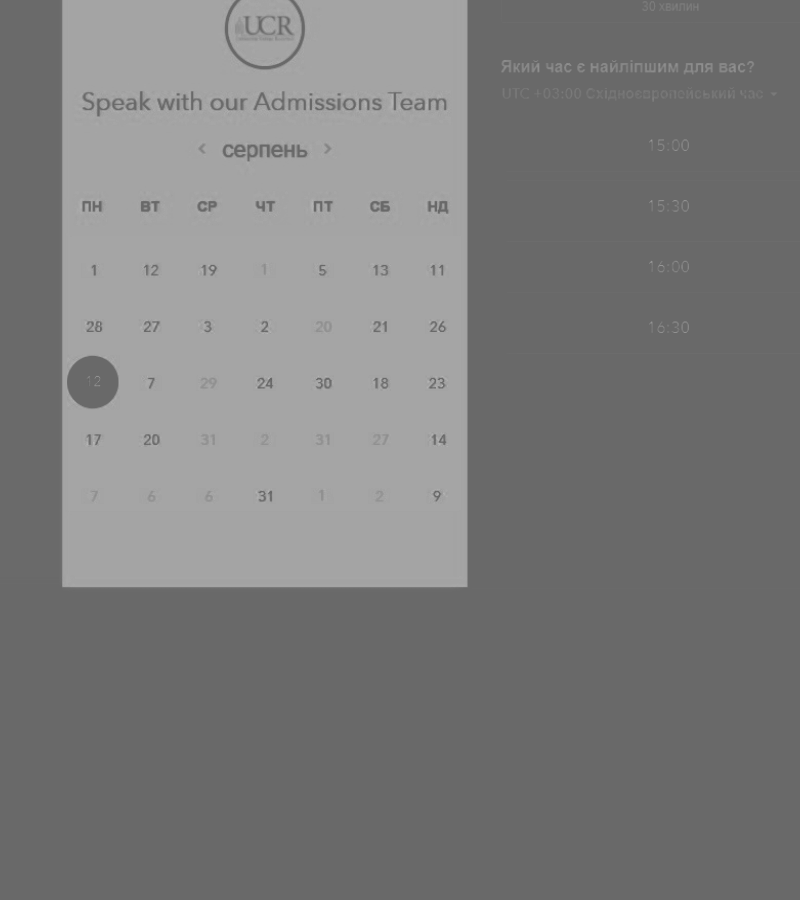 UCR
Speak with our Admissions Team
‹ серпень ›
ПН ВТ СР ЧТ ПТ СБ НД
1 12 19 1 5 13 11
28 27 3 2 20 21 26
12 7 29 24 30 18 23
17 20 31 2 31 27 14
7 6 6 31 1 2 9
30 хвилин
Який час є найліпшим для вас?
UTC +03:00 Східноєвропейський час
15:00
15:30
16:00
16:30